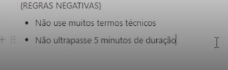 (REGRAS NEGATIVAS)
• Não use muitos termos técnicos
• Não ultrapasse 5 minutos de duração